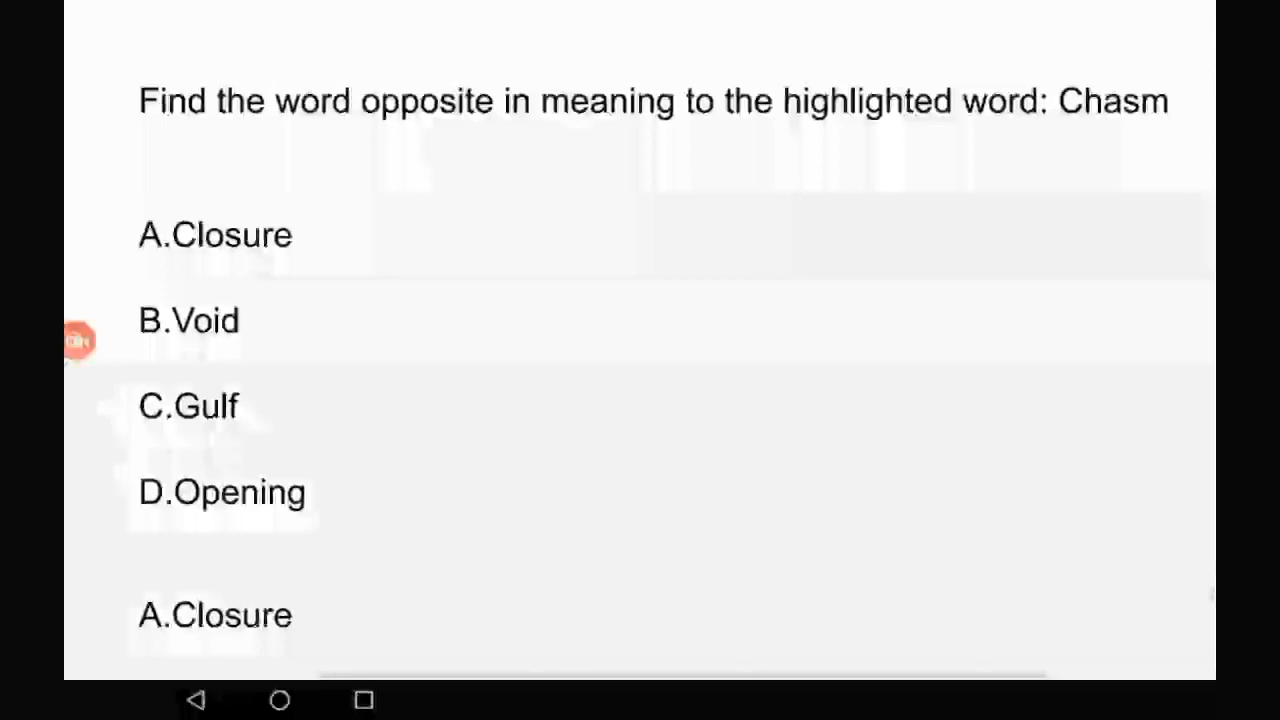 Find the word opposite in meaning to the highlighted word: Chasm
A.Closure
B.Void
C.Gulf
D.Opening
A.Closure